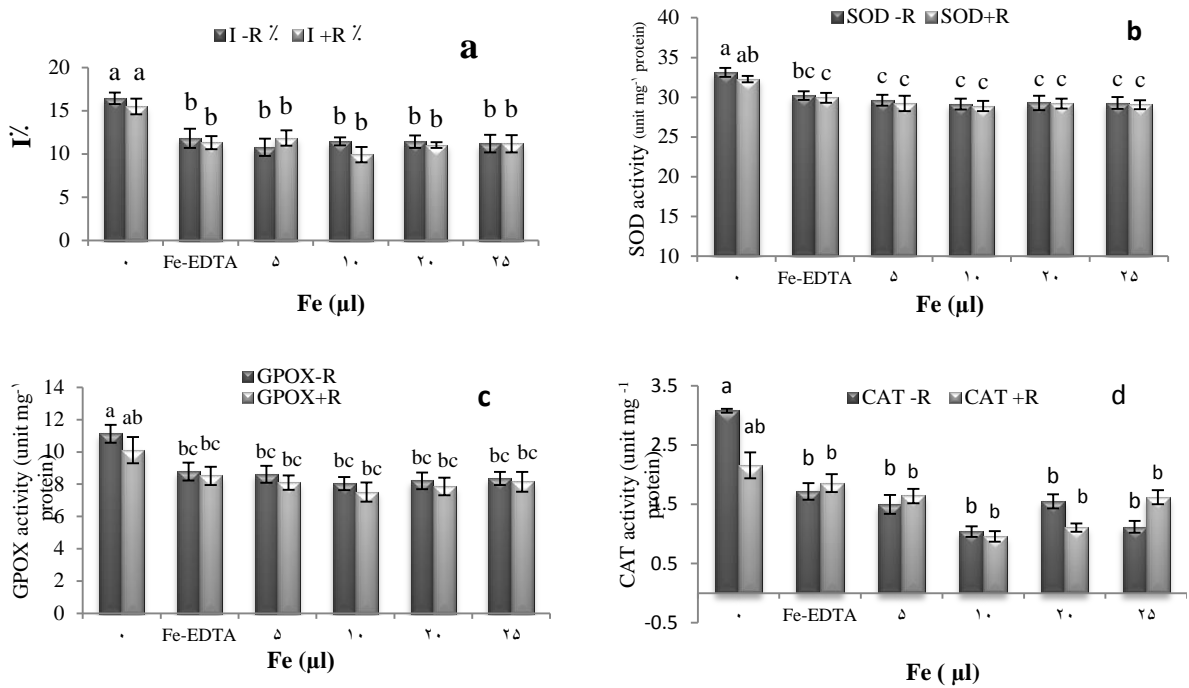 I -R ٪ I +R ٪
a
a a
b b
b b
b b
b b
b b
20
15
10
5
0
I٪
۰ Fe-EDTA ۵ ۱۰ ۲۰ ۲۵
Fe (µl)
SOD -R SOD+R
b
a ab
bc c
c c
c c
c c
c c
40
35
30
25
20
15
10
SOD activity (unit mg⁻¹ protein)
۰ Fe-EDTA ۵ ۱۰ ۲۰ ۲۵
Fe (µl)
GPOX-R
GPOX+R
c
a ab
bc bc
bc bc
bc bc
bc bc
bc bc
14
12
10
8
6
4
2
0
GPOX activity (unit mg⁻¹
protein)
۰ Fe-EDTA ۵ ۱۰ ۲۰ ۲۵
Fe (µl)
CAT -R CAT +R
d
a
ab
b b
b b
b b
b b
b b
3.5
2.5
1.5
0.5
-0.5
CAT activity (unit mg ⁻¹
protein)
۰ Fe-EDTA ۵ ۱۰ ۲۰ ۲۵
Fe ( µl)